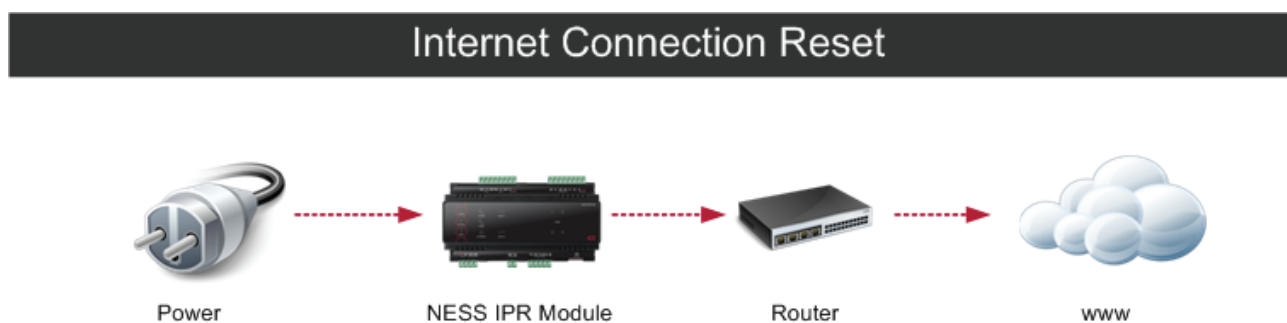 Internet Connection Reset
Power
NESS IPR Module
Router
www